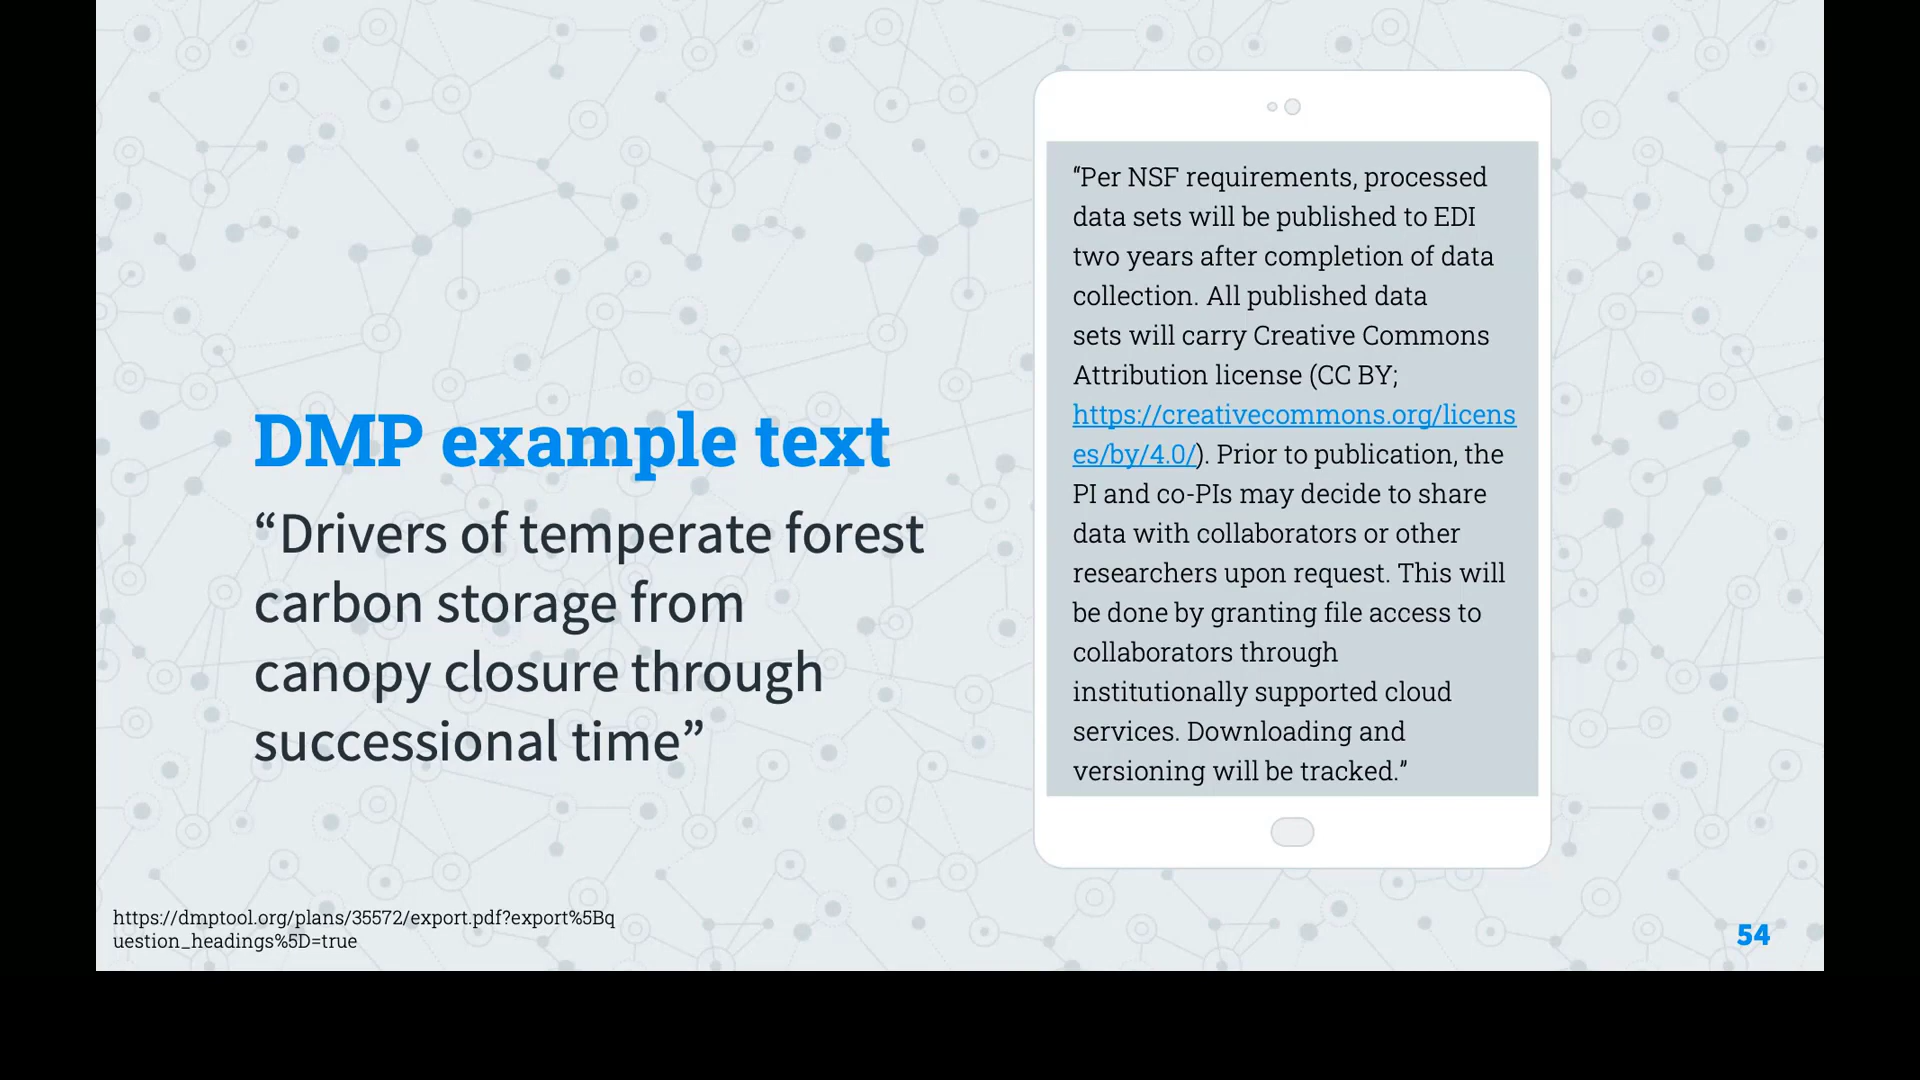 DMP example text
“Drivers of temperate forest
carbon storage from
canopy closure through
successional time”
“Per NSF requirements, processed
data sets will be published to EDI
two years after completion of data
collection. All published data
sets will carry Creative Commons
Attribution license (CC BY;
https://creativecommons.org/licens
es/by/4.0/). Prior to publication, the
PI and co-PIs may decide to share
data with collaborators or other
researchers upon request. This will
be done by granting file access to
collaborators through
institutionally supported cloud
services. Downloading and
versioning will be tracked.”
https://dmptool.org/plans/35572/export.pdf?export%5Bq
uestion_headings%5D=true
54